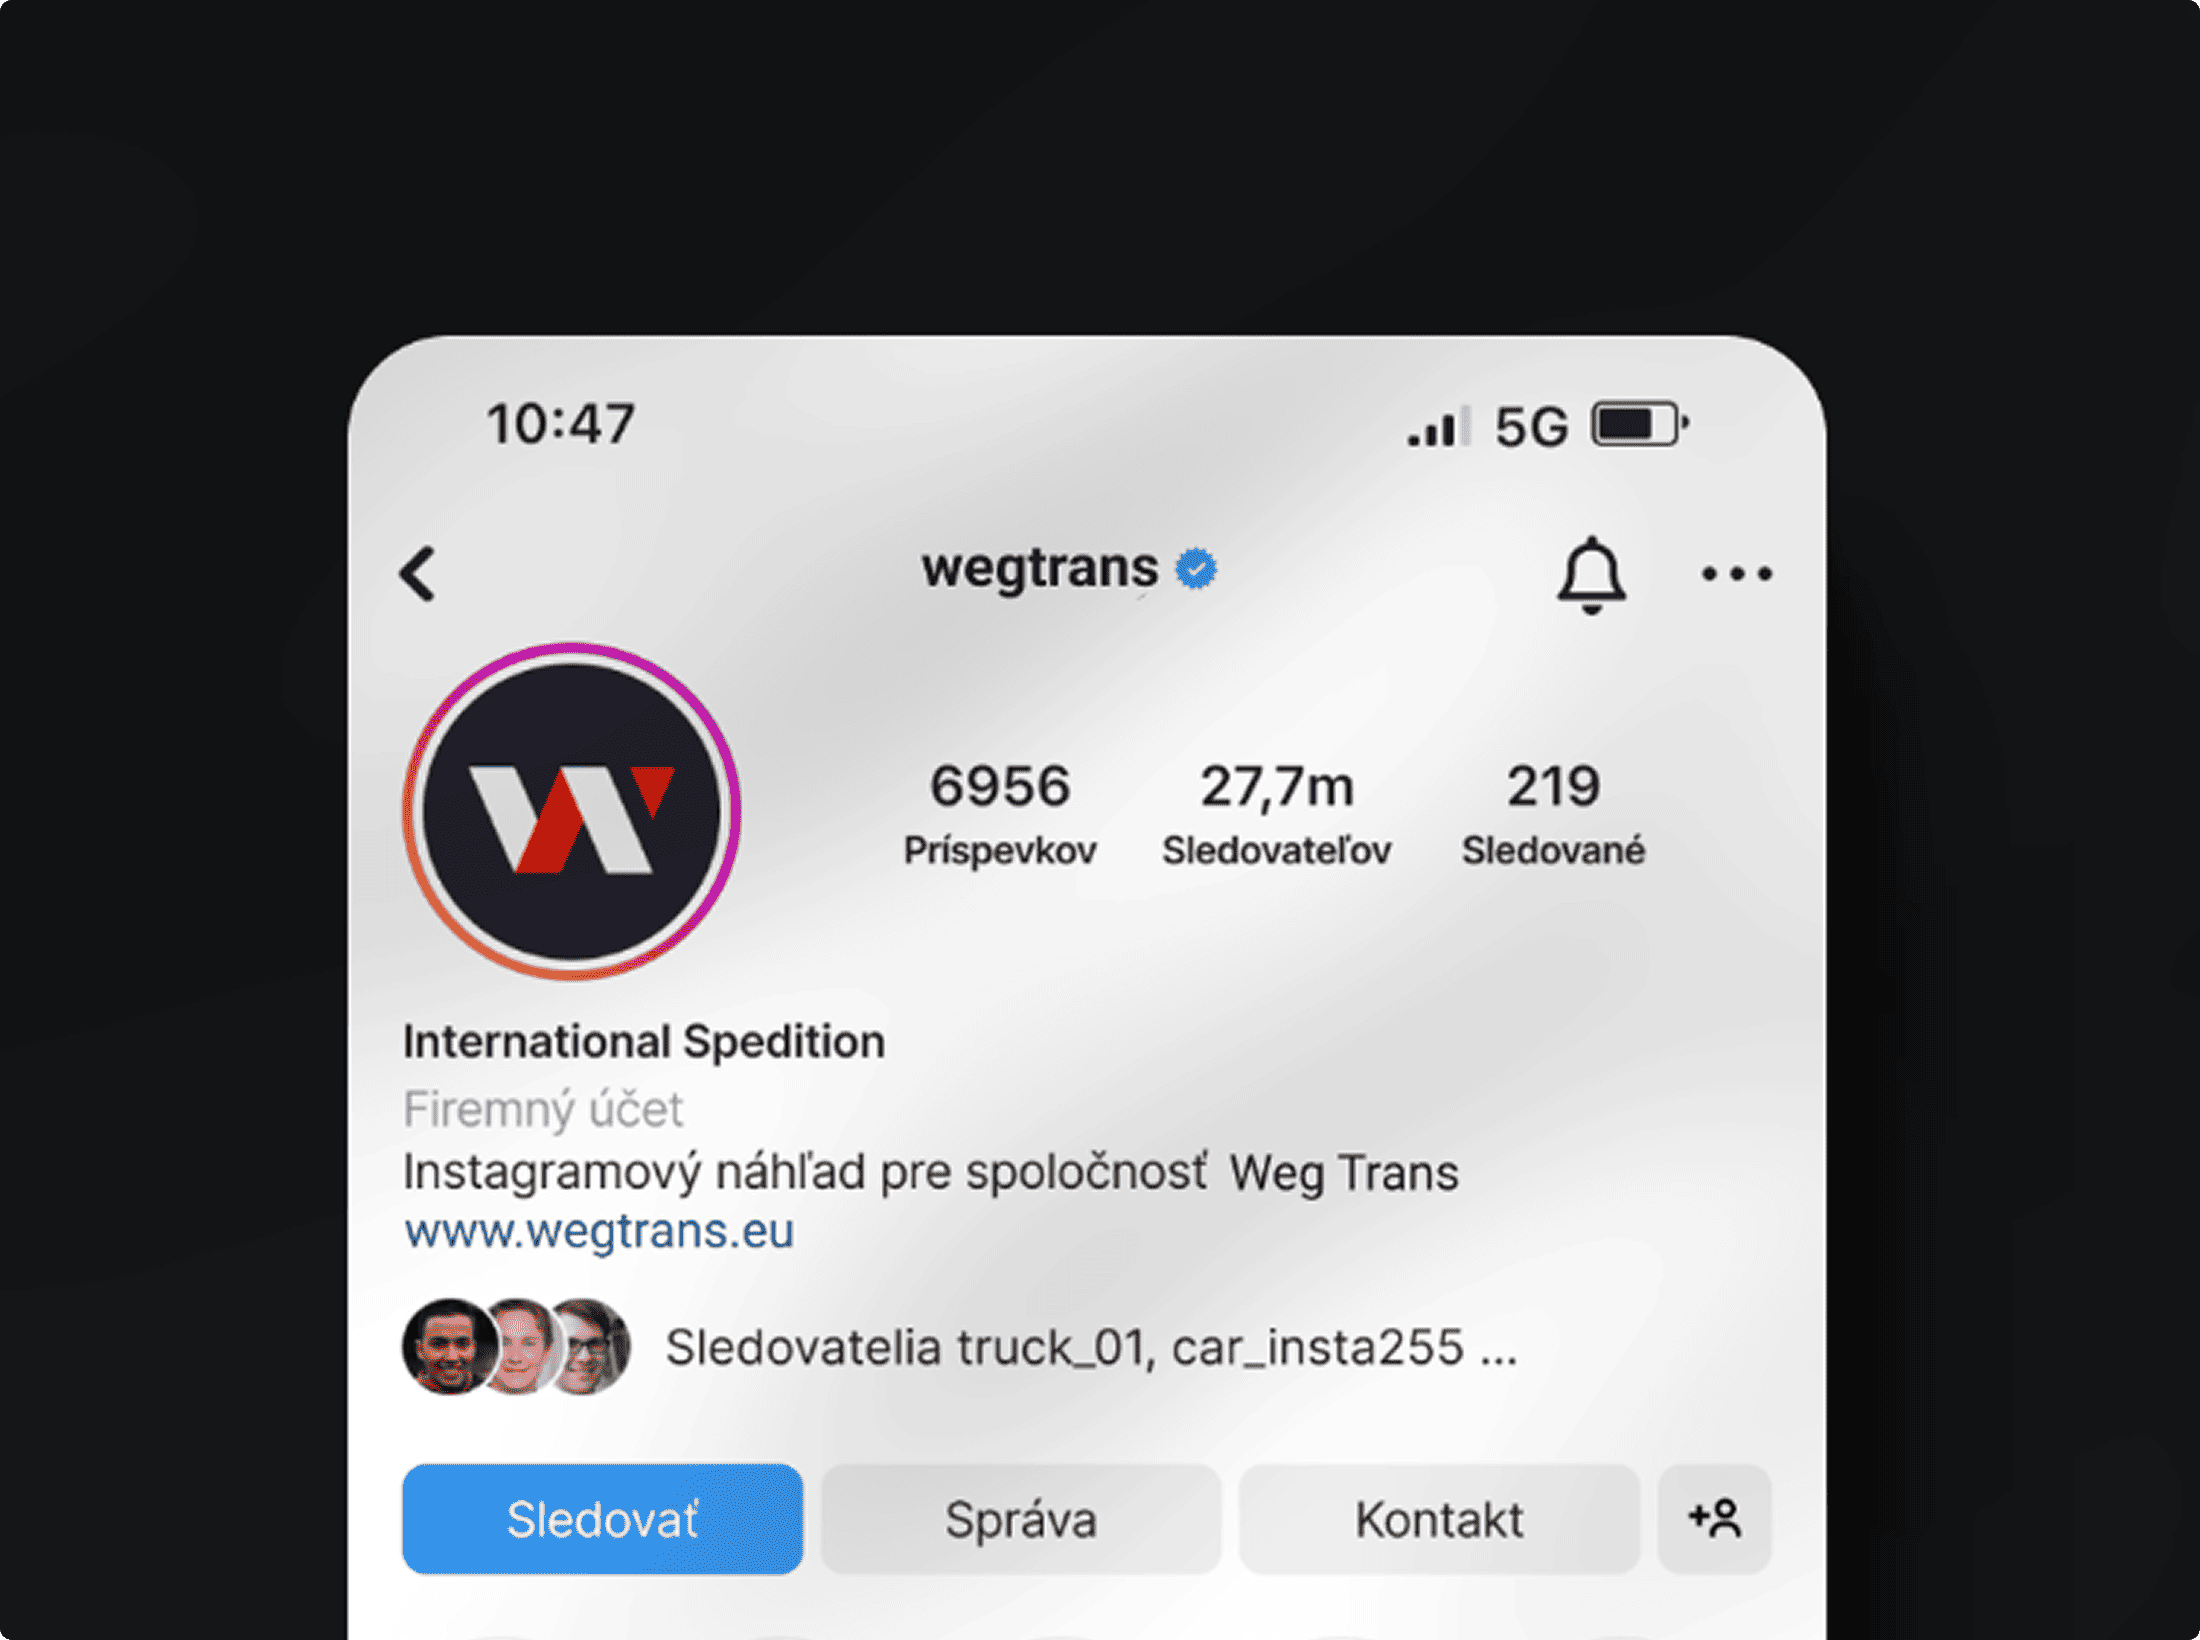 10:47 5G
wegtrans
6956 27,7m 219
Príspevkov Sledovateľov Sledované
International Spedition
Firemný účet
Instagramový náhľad pre spoločnosť Weg Trans
www.wegtrans.eu
Sledovatelia truck_01, car_insta255 ...
Sledovať Správa Kontakt